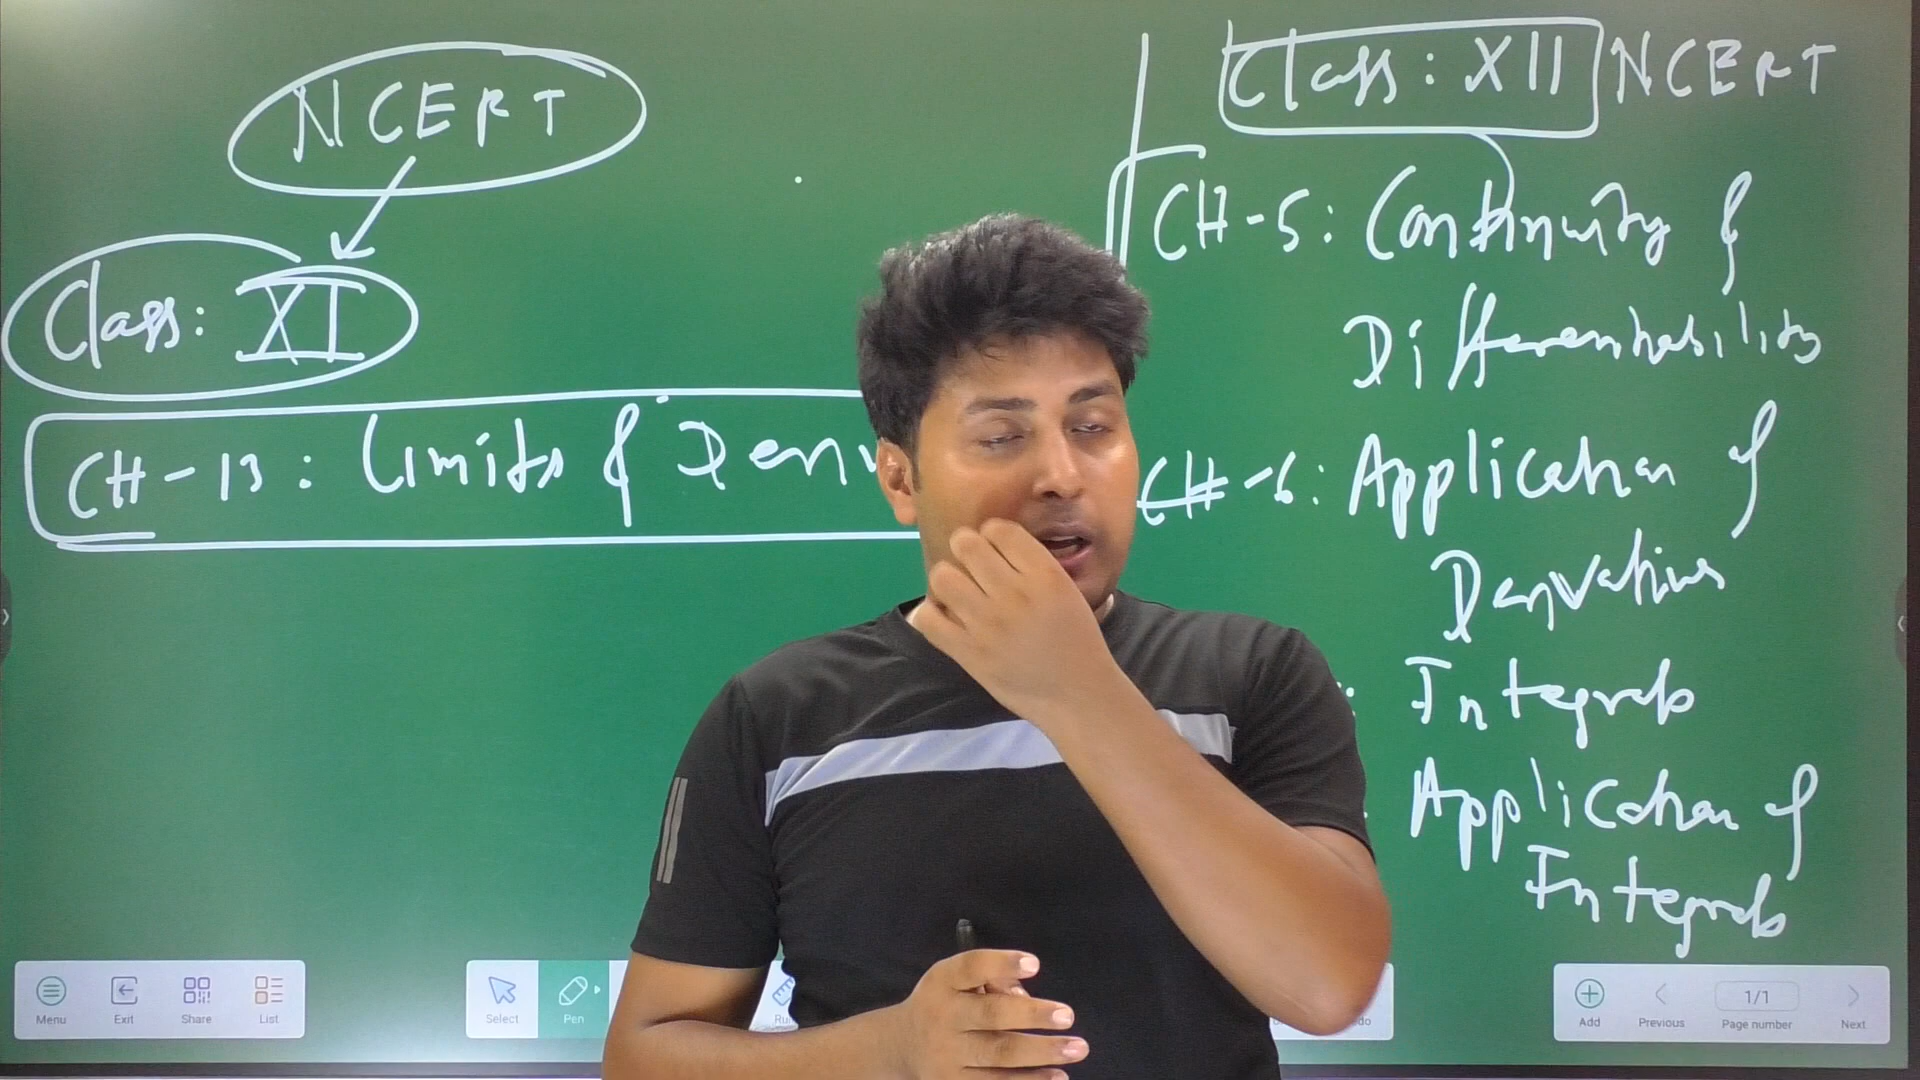 NCERT
Class: XI
CH-13: Limits & Deriv
Class: XII NCERT
CH-5: Continuity &
Differentiability
CH-6: Application of
Derivatives
: Integrals
Application of
Integrals
Menu Exit Share List
Select Pen
Add Previous 1/1 Page number Next